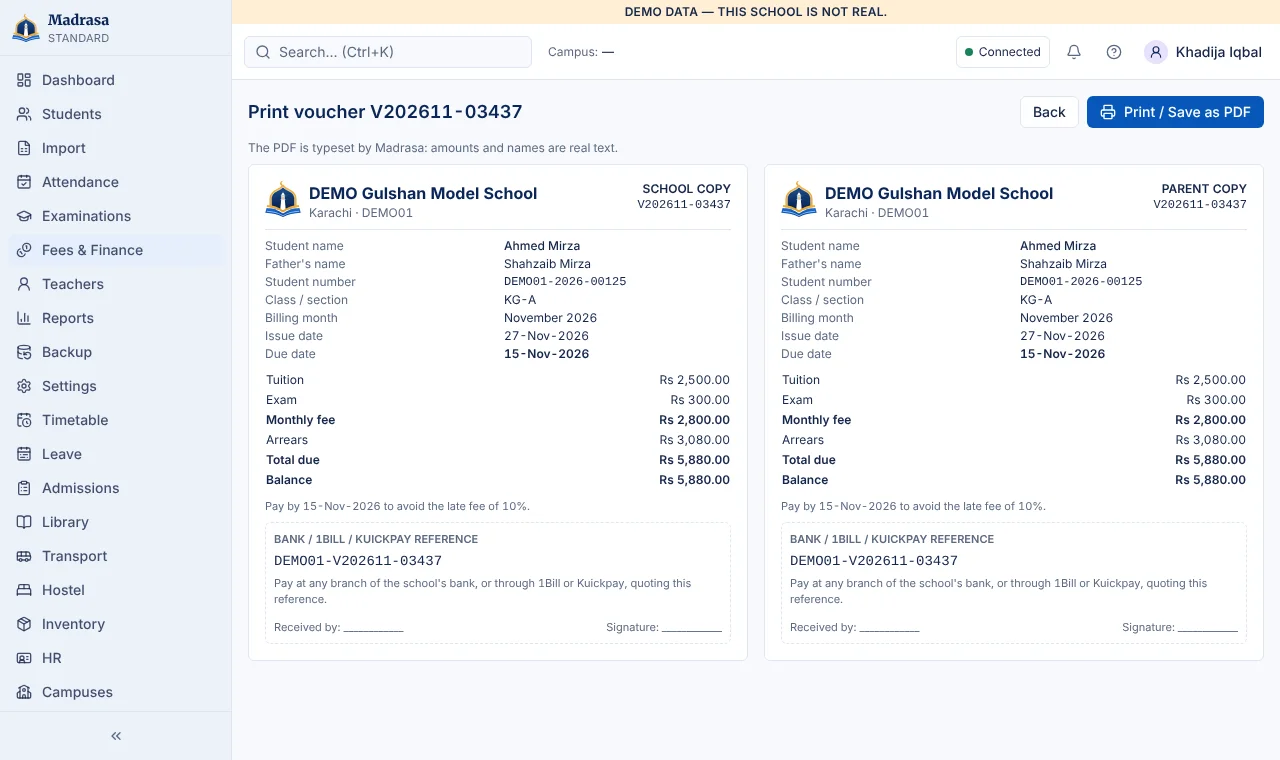 DEMO DATA — THIS SCHOOL IS NOT REAL.
Madrasa
STANDARD
Search... (Ctrl+K)
Campus: —
Connected
Khadija Iqbal
Dashboard
Students
Import
Attendance
Examinations
Fees & Finance
Teachers
Reports
Backup
Settings
Timetable
Leave
Admissions
Library
Transport
Hostel
Inventory
HR
Campuses
Print voucher V202611-03437
Back
Print / Save as PDF
The PDF is typeset by Madrasa: amounts and names are real text.
DEMO Gulshan Model School
Karachi · DEMO01
SCHOOL COPY
V202611-03437
Student name Ahmed Mirza
Father's name Shahzaib Mirza
Student number DEMO01-2026-00125
Class / section KG-A
Billing month November 2026
Issue date 27-Nov-2026
Due date 15-Nov-2026
Tuition Rs 2,500.00
Exam Rs 300.00
Monthly fee Rs 2,800.00
Arrears Rs 3,080.00
Total due Rs 5,880.00
Balance Rs 5,880.00
Pay by 15-Nov-2026 to avoid the late fee of 10%.
BANK / 1BILL / KUICKPAY REFERENCE
DEMO01-V202611-03437
Pay at any branch of the school's bank, or through 1Bill or Kuickpay, quoting this
reference.
Received by: ___________ Signature: ___________
DEMO Gulshan Model School
Karachi · DEMO01
PARENT COPY
V202611-03437
Student name Ahmed Mirza
Father's name Shahzaib Mirza
Student number DEMO01-2026-00125
Class / section KG-A
Billing month November 2026
Issue date 27-Nov-2026
Due date 15-Nov-2026
Tuition Rs 2,500.00
Exam Rs 300.00
Monthly fee Rs 2,800.00
Arrears Rs 3,080.00
Total due Rs 5,880.00
Balance Rs 5,880.00
Pay by 15-Nov-2026 to avoid the late fee of 10%.
BANK / 1BILL / KUICKPAY REFERENCE
DEMO01-V202611-03437
Pay at any branch of the school's bank, or through 1Bill or Kuickpay, quoting this
reference.
Received by: ___________ Signature: ___________